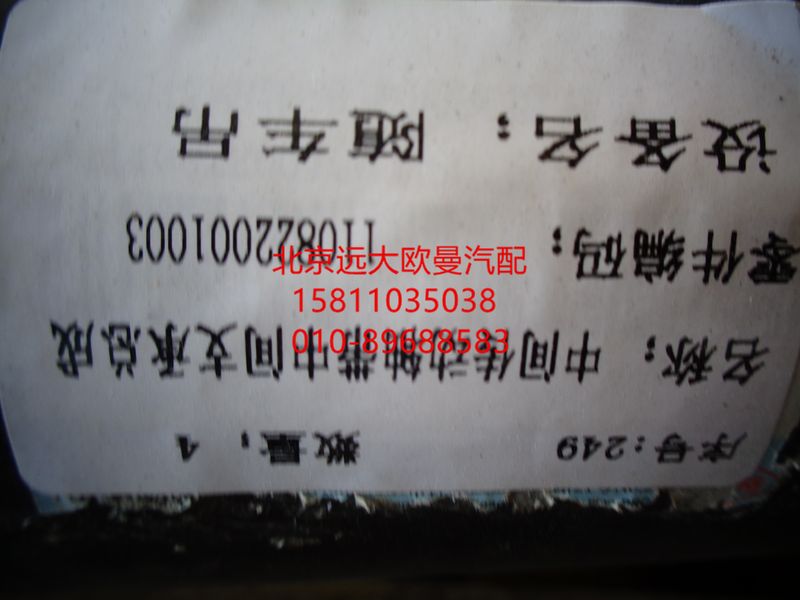 序号:249 数量: 4
名称: 中间传动轴带中间支承总成
零件编码: 110822001003
设备名: 随车吊
北京远大欧曼汽配
15811035038
010-89688583